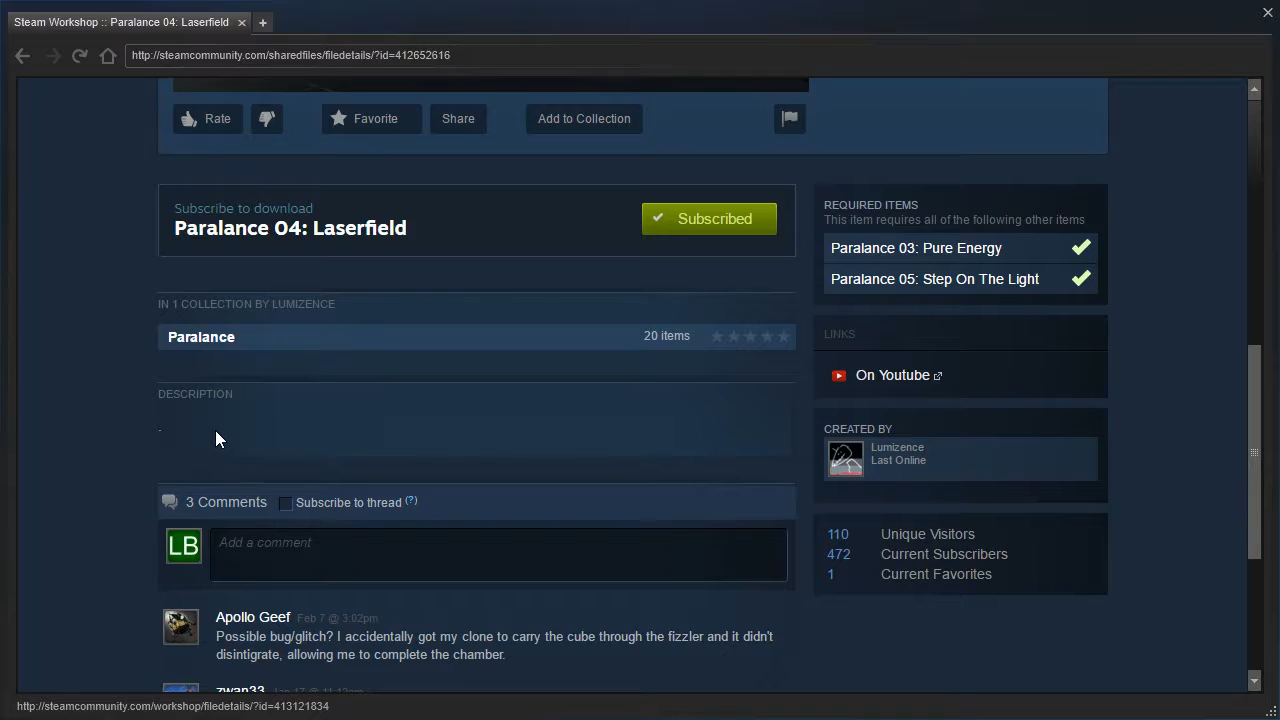 Steam Workshop :: Paralance 04: Laserfield
http://steamcommunity.com/sharedfiles/filedetails/?id=412652616
Rate
Favorite
Share
Add to Collection
Subscribe to download
Paralance 04: Laserfield
Subscribed
IN 1 COLLECTION BY LUMIZENCE
Paralance
20 items
DESCRIPTION
-
3 Comments
Subscribe to thread (?)
LB
Add a comment
Apollo Geef Feb 7 @ 3:02pm
Possible bug/glitch? I accidentally got my clone to carry the cube through the fizzler and it didn't
disintigrate, allowing me to complete the chamber.
zwan33 Jan 17 @ 11:12pm
REQUIRED ITEMS
This item requires all of the following other items
Paralance 03: Pure Energy
Paralance 05: Step On The Light
LINKS
On Youtube
CREATED BY
Lumizence
Last Online
110 Unique Visitors
472 Current Subscribers
1 Current Favorites
http://steamcommunity.com/workshop/filedetails/?id=413121834